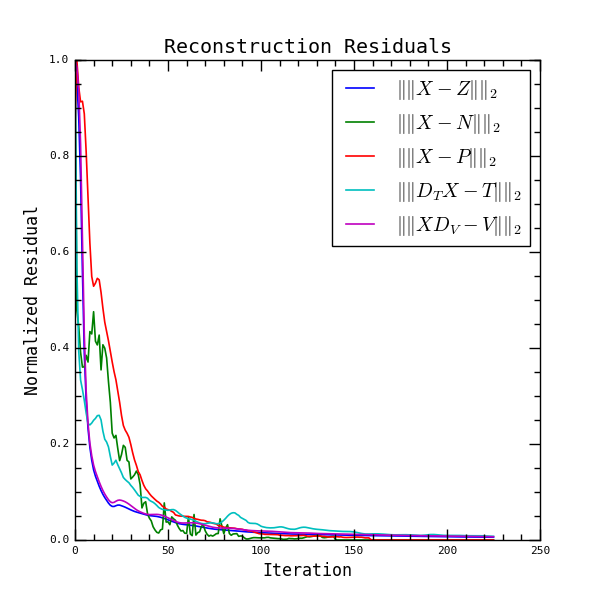 Reconstruction Residuals
1.0
0.8
0.6
0.4
0.2
0.0
Normalized Residual
‖‖X − Z‖‖₂
‖‖X − N‖‖₂
‖‖X − P‖‖₂
‖‖D_T X − T‖‖₂
‖‖XD_V − V‖‖₂
0 50 100 150 200 250
Iteration